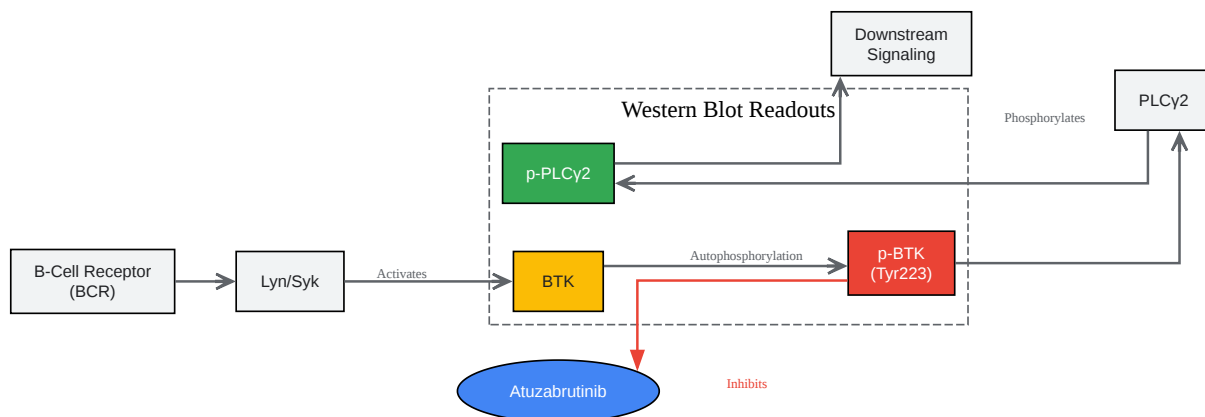 Downstream
Signaling
PLCγ2
Western Blot Readouts
Phosphorylates
p-PLCγ2
B-Cell Receptor
(BCR)
Lyn/Syk
Activates
BTK
Autophosphorylation
p-BTK
(Tyr223)
Atuzabrutinib
Inhibits